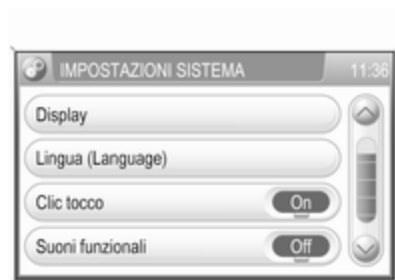 IMPOSTAZIONI SISTEMA 11:36
Display
Lingua (Language)
Clic tocco On
Suoni funzionali Off